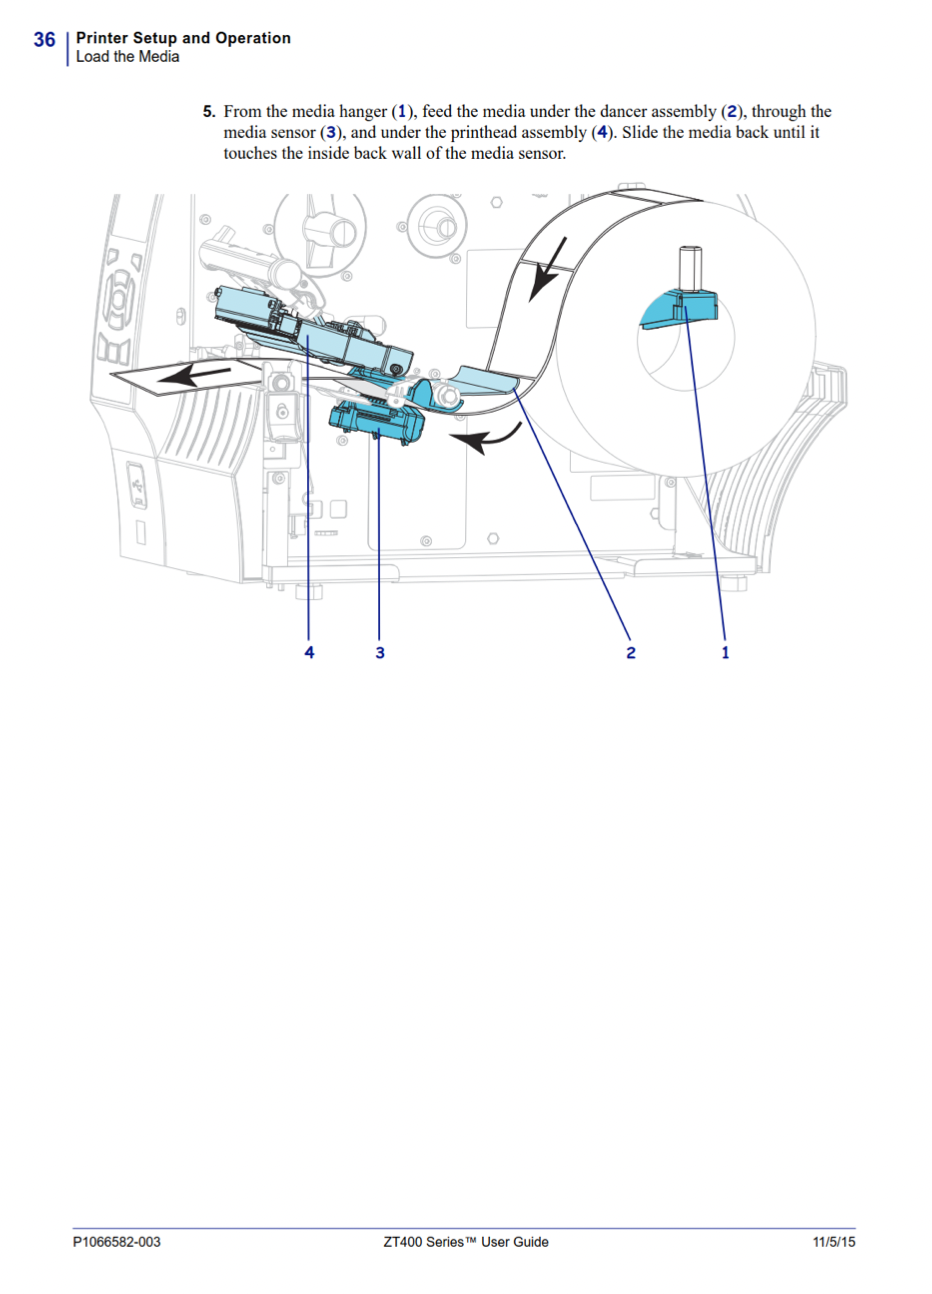 36
Printer Setup and Operation
Load the Media
5. From the media hanger (1), feed the media under the dancer assembly (2), through the
media sensor (3), and under the printhead assembly (4). Slide the media back until it
touches the inside back wall of the media sensor.
4 3 2 1
P1066582-003 ZT400 Series™ User Guide 11/5/15